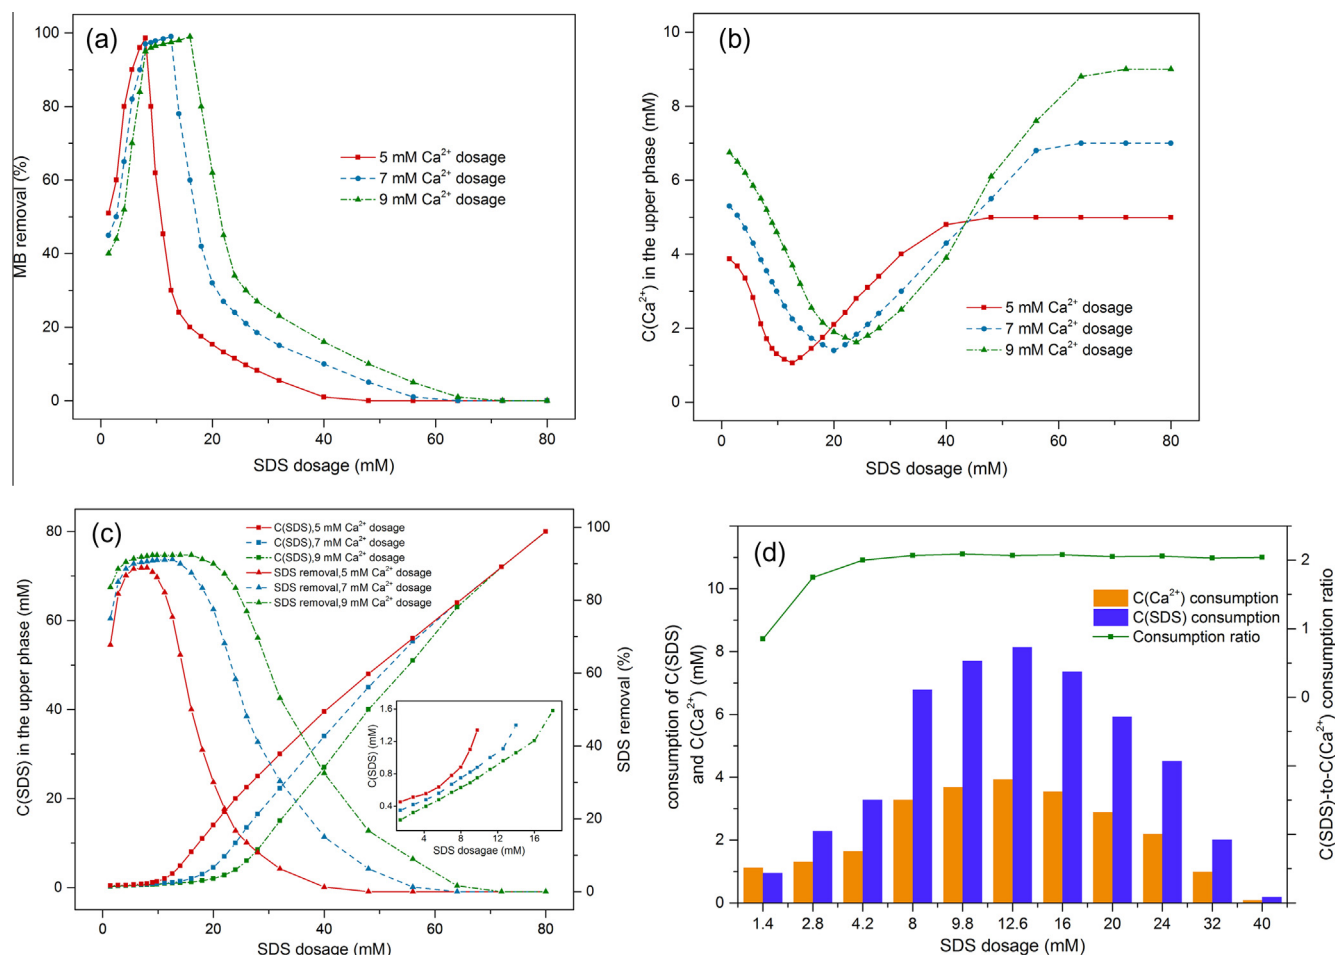 (a)
MB removal (%)
100
80
60
40
20
0
5 mM Ca²⁺ dosage
7 mM Ca²⁺ dosage
9 mM Ca²⁺ dosage
0 20 40 60 80
SDS dosage (mM)
(b)
C(Ca²⁺) in the upper phase (mM)
10
8
6
4
2
0
5 mM Ca²⁺ dosage
7 mM Ca²⁺ dosage
9 mM Ca²⁺ dosage
0 20 40 60 80
SDS dosage (mM)
(c)
C(SDS) in the upper phase (mM)
80
60
40
20
0
C(SDS),5 mM Ca²⁺ dosage
C(SDS),7 mM Ca²⁺ dosage
C(SDS),9 mM Ca²⁺ dosage
SDS removal,5 mM Ca²⁺ dosage
SDS removal,7 mM Ca²⁺ dosage
SDS removal,9 mM Ca²⁺ dosage
100
80
60
40
20
0
SDS removal (%)
C(SDS) (mM)
1.6
1.2
0.8
0.4
4 8 12 16
SDS dosagae (mM)
0 20 40 60 80
SDS dosage (mM)
(d)
consumption of C(SDS)
and C(Ca²⁺) (mM)
10
8
6
4
2
0
C(Ca²⁺) consumption
C(SDS) consumption
Consumption ratio
2
1
0
C(SDS)-to-C(Ca²⁺) consumption ratio
1.4 2.8 4.2 8 9.8 12.6 16 20 24 32 40
SDS dosage (mM)